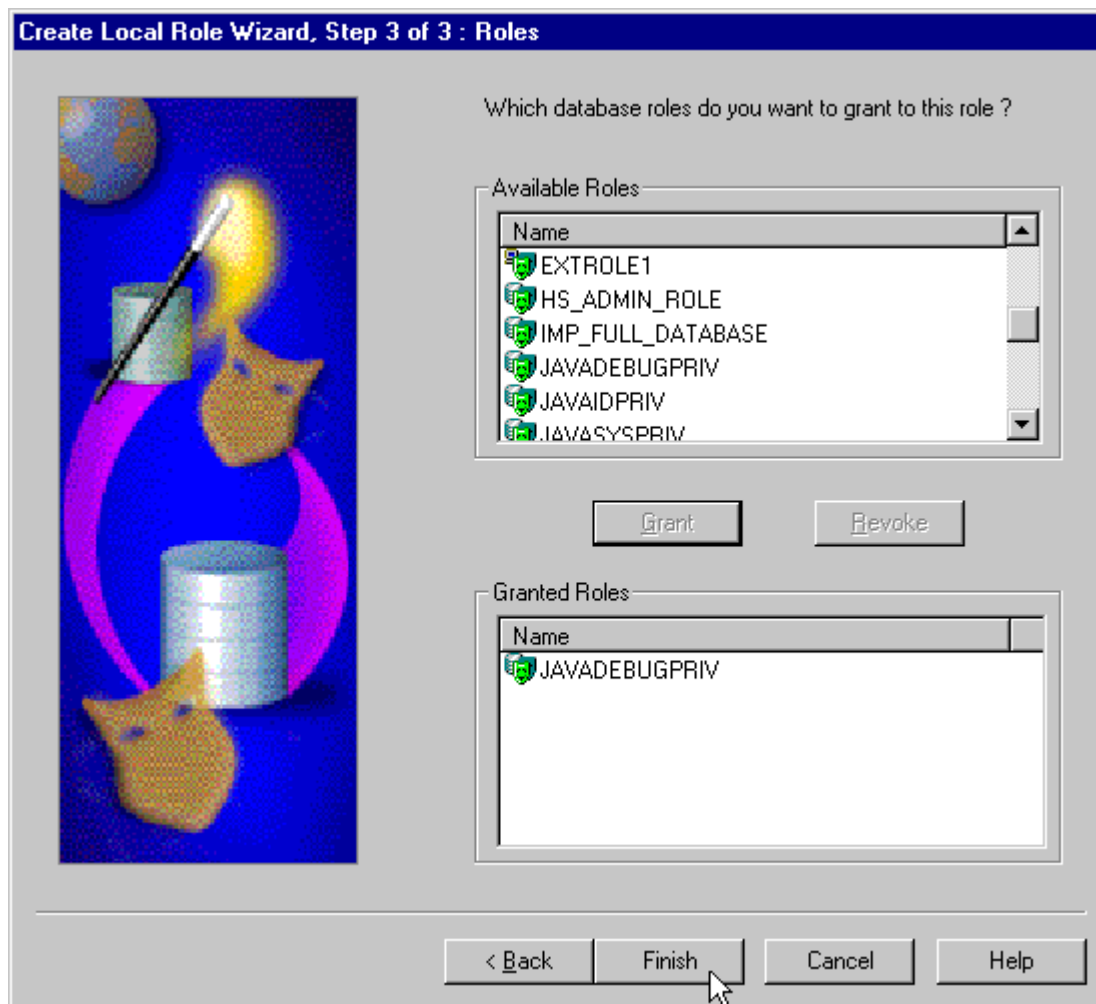 Create Local Role Wizard, Step 3 of 3 : Roles
Which database roles do you want to grant to this role ?
Available Roles
Name
EXTROLE1
HS_ADMIN_ROLE
IMP_FULL_DATABASE
JAVADEBUGPRIV
JAVAIDPRIV
JAVASYSPRIV
Grant Revoke
Granted Roles
Name
JAVADEBUGPRIV
< Back Finish Cancel Help